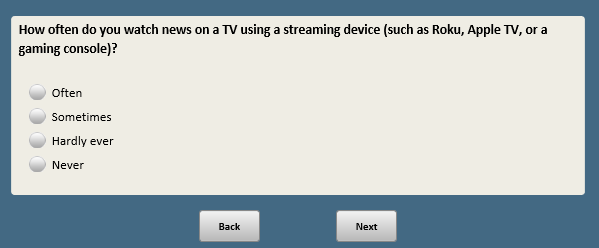 How often do you watch news on a TV using a streaming device (such as Roku, Apple TV, or a
gaming console)?
Often
Sometimes
Hardly ever
Never
Back
Next